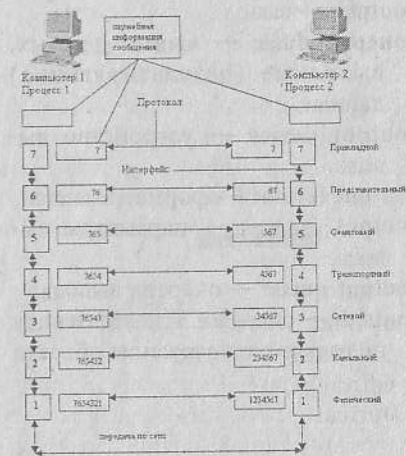 служебная
информация
сообщения
Компьютер 1
Процесс 1
Компьютер 2
Процесс 2
Протокол
7 7 7 7 Прикладной
Интерфейс
6 76 67 6 Представительный
5 765 567 5 Сеансовый
4 7654 4567 4 Транспортный
3 76543 34567 3 Сетевой
2 765432 234567 2 Канальный
1 7654321 1234567 1 Физический
передача по сети